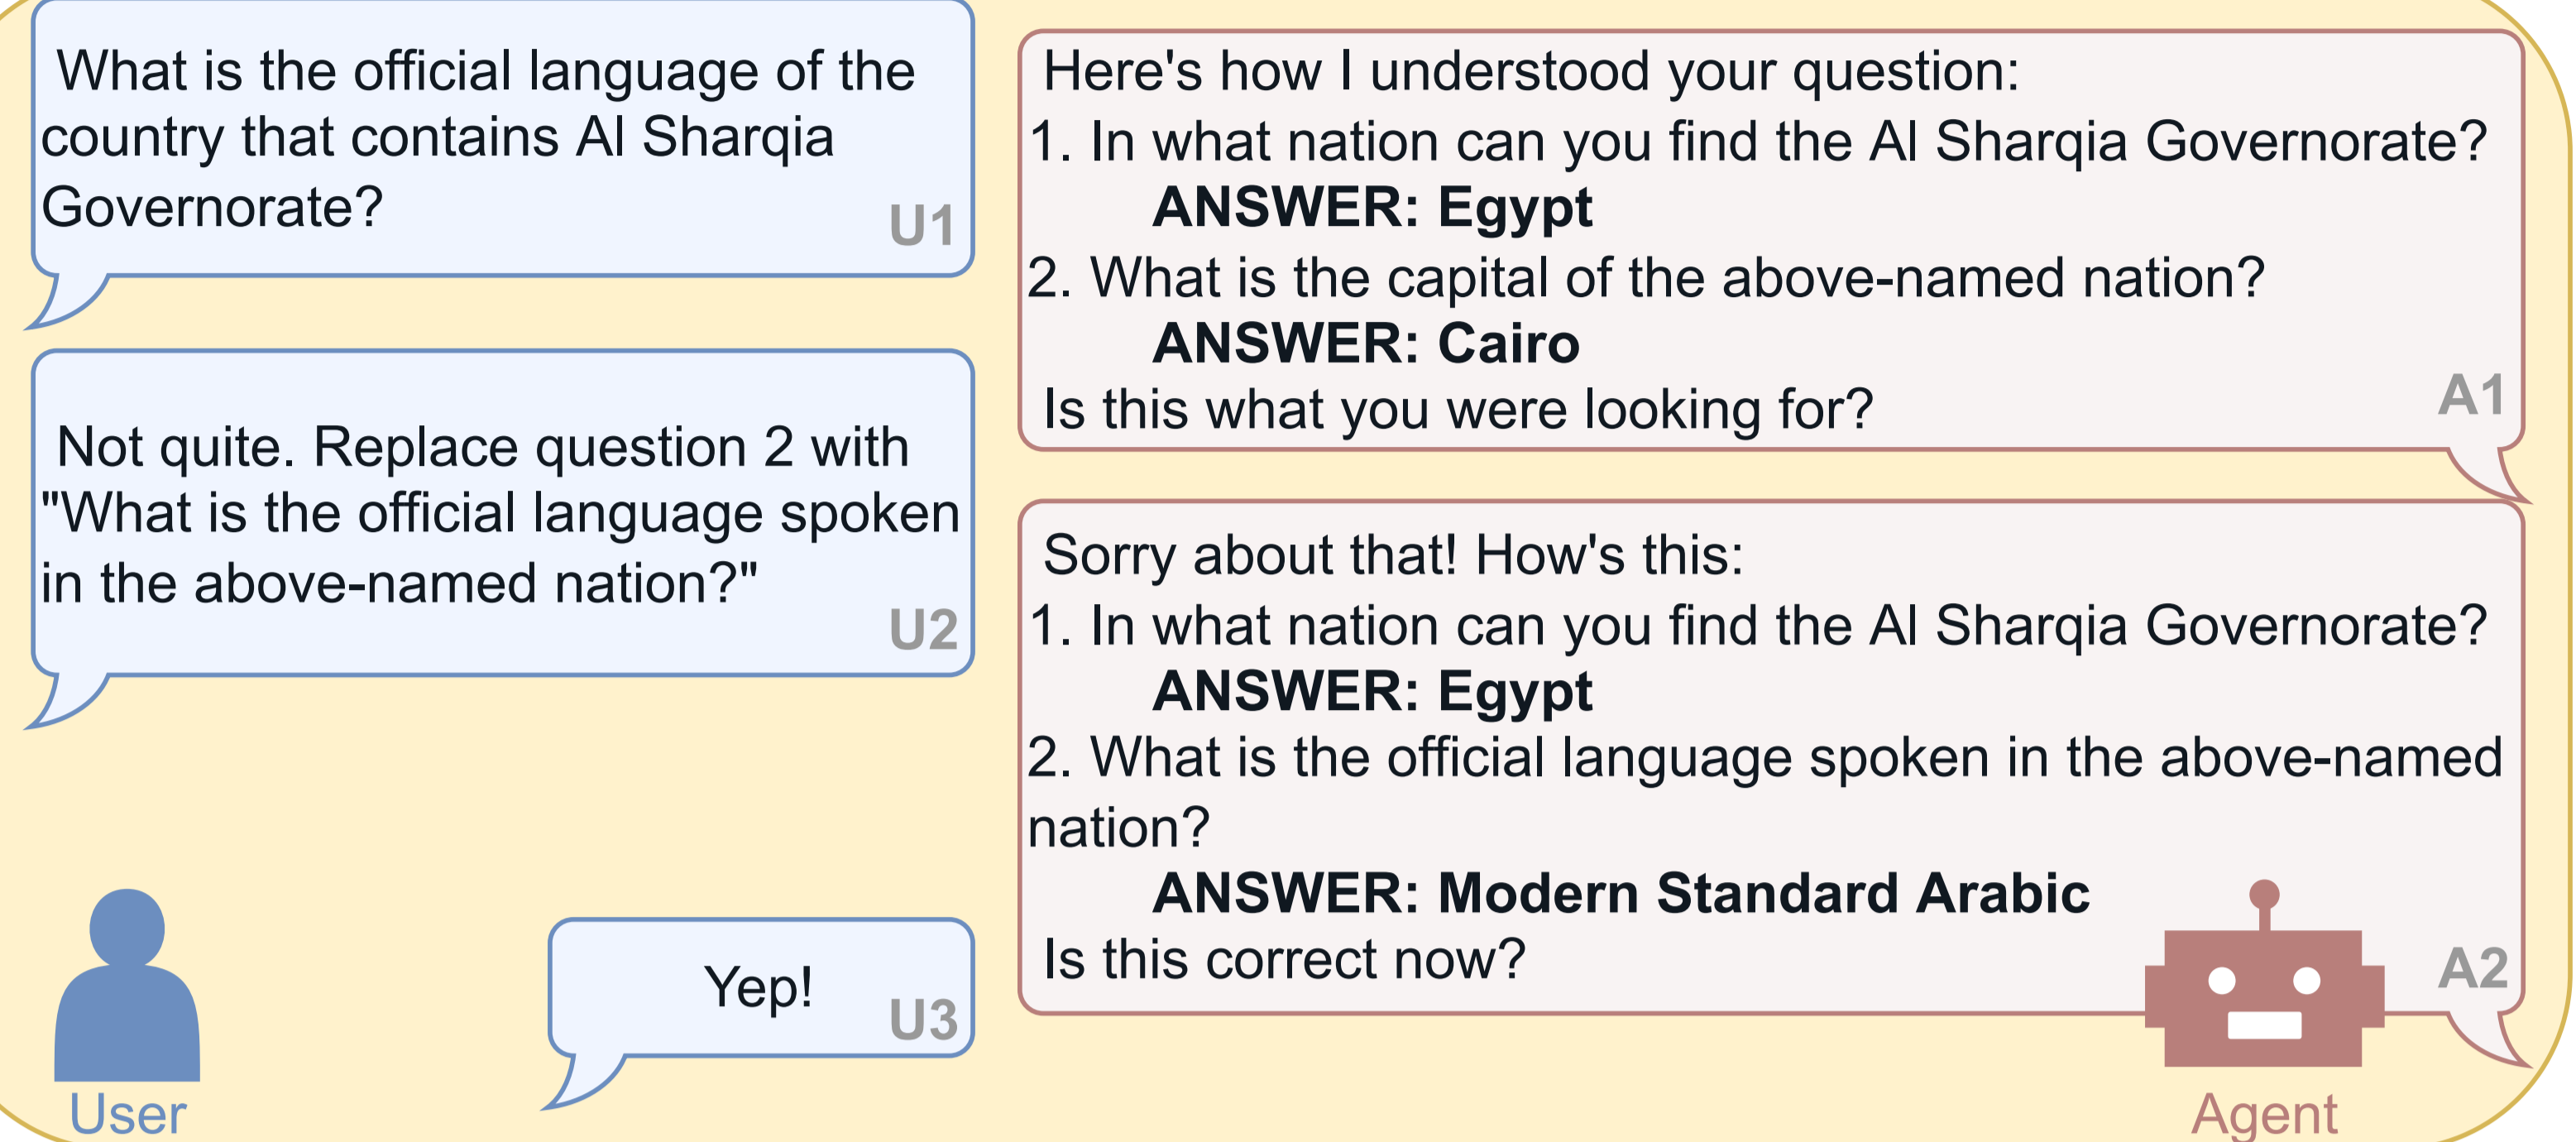 What is the official language of the
country that contains Al Sharqia
Governorate?
U1
Here's how I understood your question:
1. In what nation can you find the Al Sharqia Governorate?
ANSWER: Egypt
2. What is the capital of the above-named nation?
ANSWER: Cairo
Is this what you were looking for?
A1
Not quite. Replace question 2 with
"What is the official language spoken
in the above-named nation?"
U2
Sorry about that! How's this:
1. In what nation can you find the Al Sharqia Governorate?
ANSWER: Egypt
2. What is the official language spoken in the above-named
nation?
ANSWER: Modern Standard Arabic
Is this correct now?
A2
Yep!
U3
User
Agent